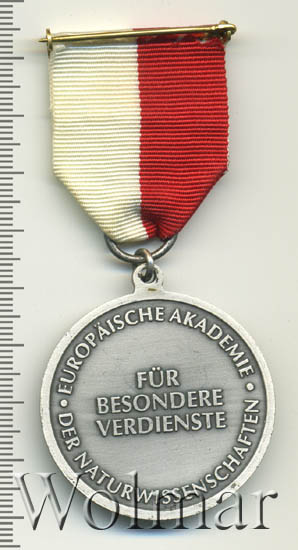 EUROPÄISCHE AKADEMIE
• DER NATURWISSENSCHAFTEN •
FÜR
BESONDERE
VERDIENSTE
Wolmar